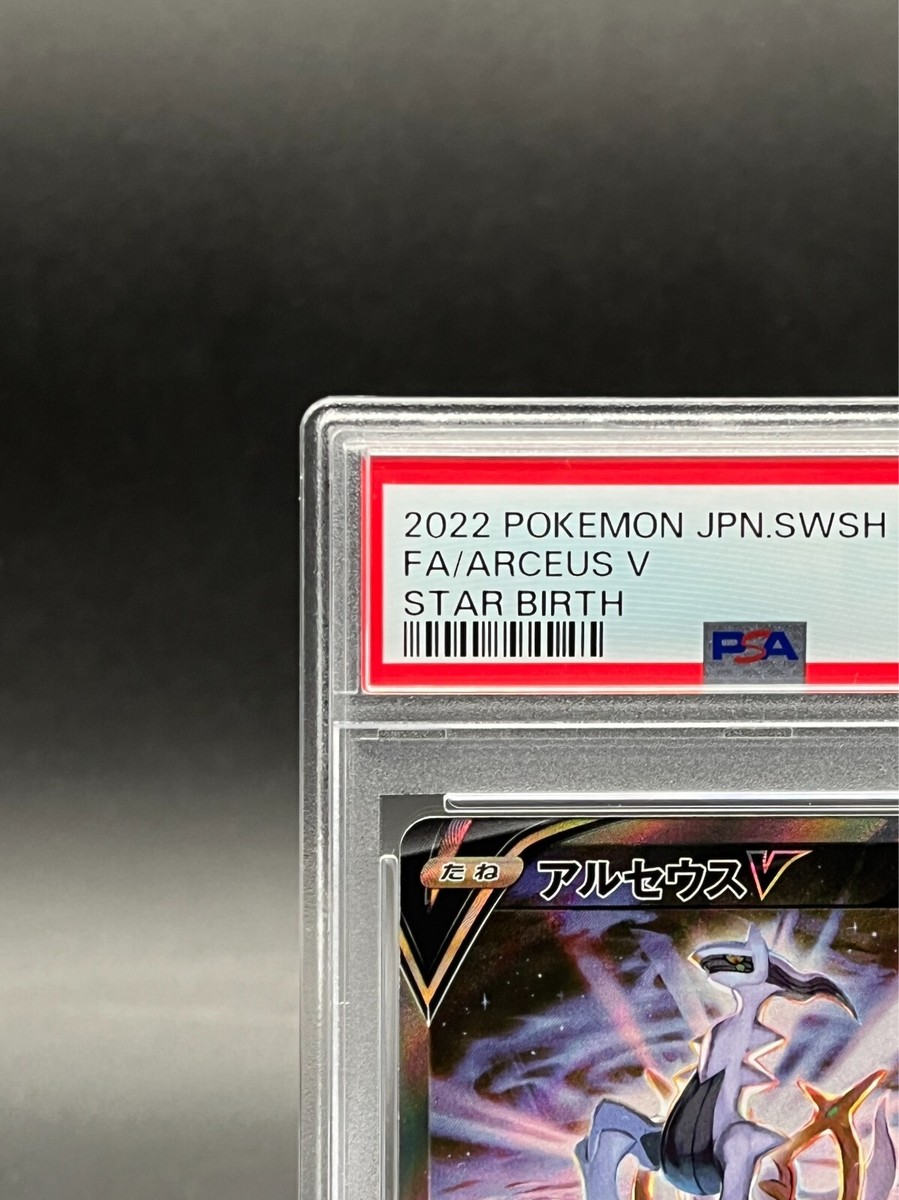 2022 POKEMON JPN.SWSH
FA/ARCEUS V
STAR BIRTH
PSA
たね アルセウスV